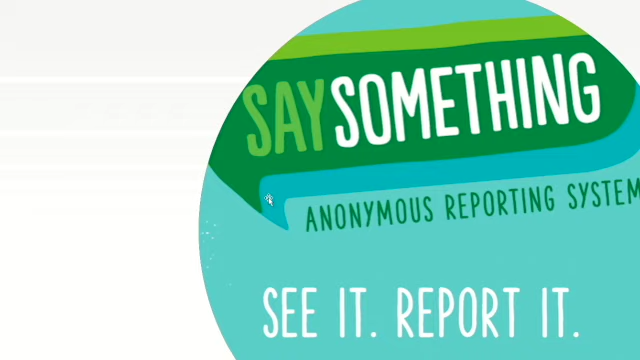 SAY SOMETHING
ANONYMOUS REPORTING SYSTEM
SEE IT. REPORT IT.